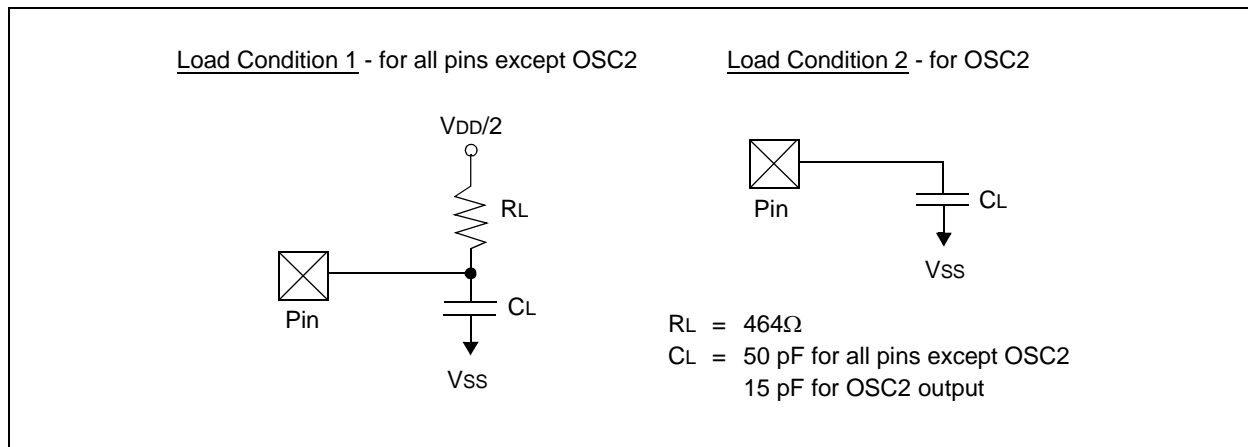 Load Condition 1 - for all pins except OSC2
VDD/2
RL
Pin
CL
VSS
Load Condition 2 - for OSC2
Pin
CL
VSS
RL = 464Ω
CL = 50 pF for all pins except OSC2
15 pF for OSC2 output